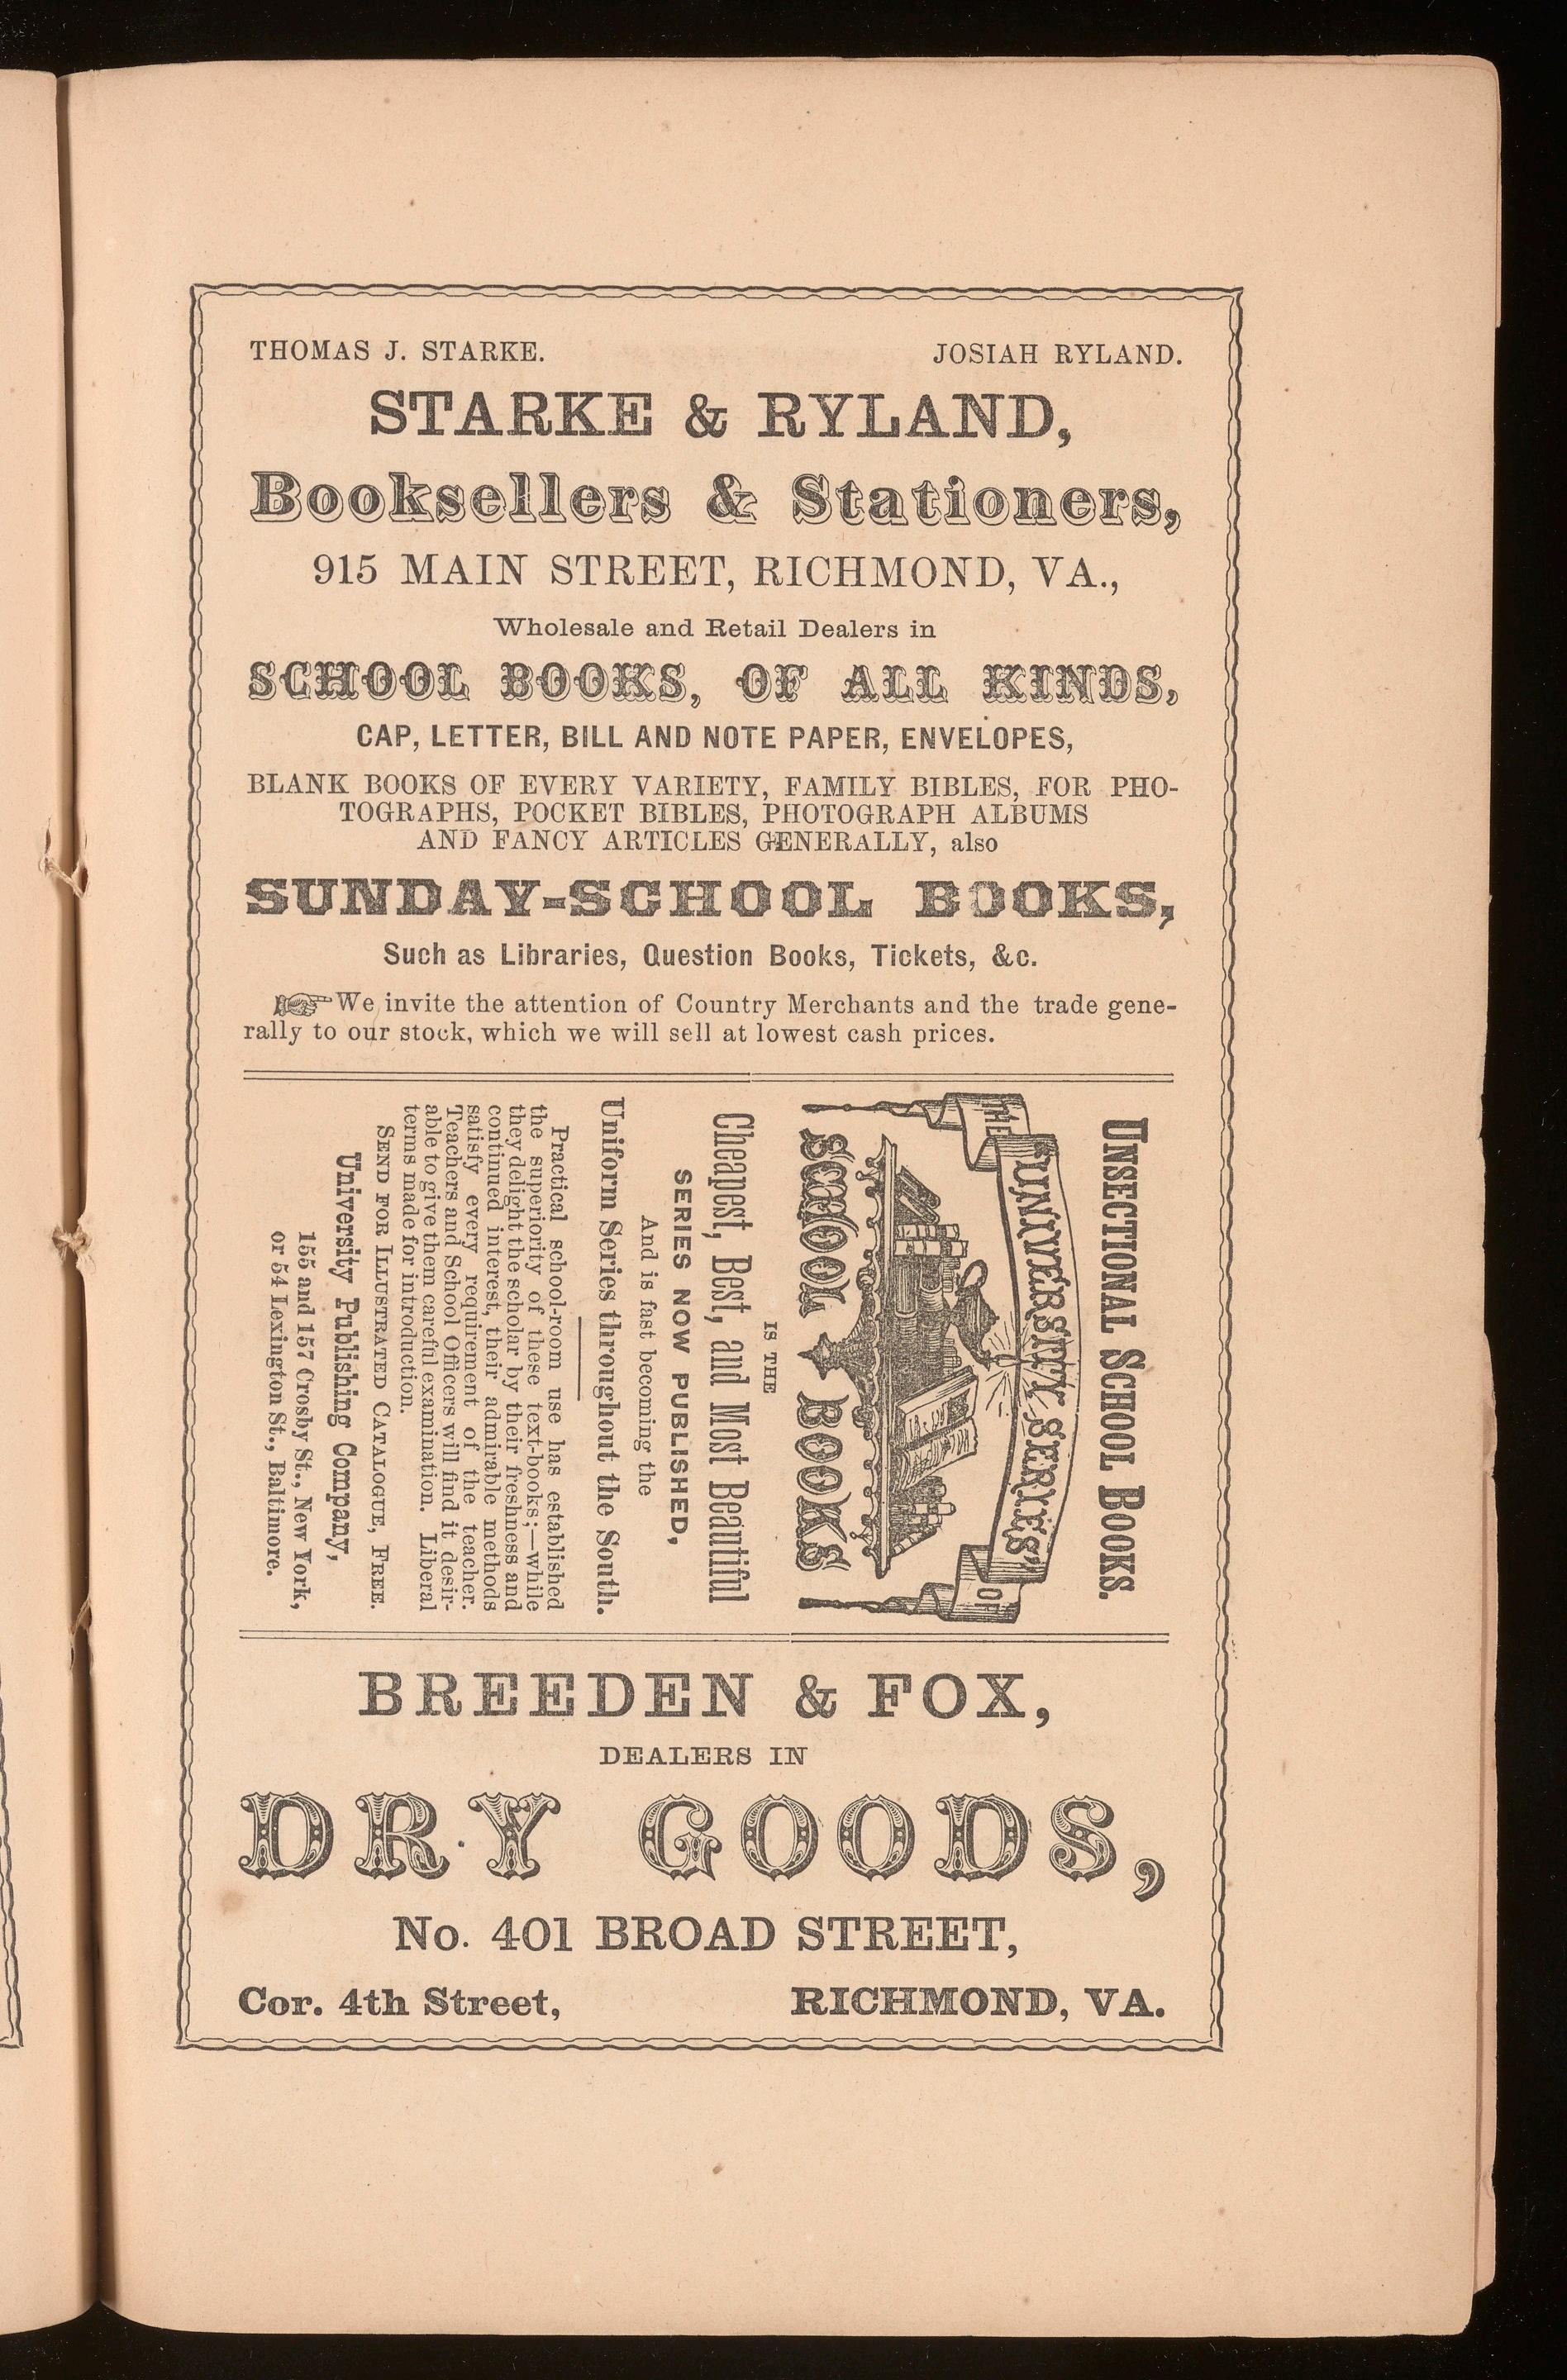 THOMAS J. STARKE. JOSIAH RYLAND.
STARKE & RYLAND,
Booksellers & Stationers,
915 MAIN STREET, RICHMOND, VA.,
Wholesale and Retail Dealers in
SCHOOL BOOKS, OF ALL KINDS,
CAP, LETTER, BILL AND NOTE PAPER, ENVELOPES,
BLANK BOOKS OF EVERY VARIETY, FAMILY BIBLES, FOR PHO-
TOGRAPHS, POCKET BIBLES, PHOTOGRAPH ALBUMS
AND FANCY ARTICLES GENERALLY, also
SUNDAY-SCHOOL BOOKS,
Such as Libraries, Question Books, Tickets, &c.
We invite the attention of Country Merchants and the trade gene-
rally to our stock, which we will sell at lowest cash prices.
UNSECTIONAL SCHOOL BOOKS.
THE "UNIVERSITY SERIES" OF
SCHOOL BOOKS
IS THE
Cheapest, Best, and Most Beautiful
SERIES NOW PUBLISHED,
And is fast becoming the
Uniform Series throughout the South.
Practical school-room use has established
the superiority of these text-books;—while
they delight the scholar by their freshness and
continued interest, their admirable methods
satisfy every requirement of the teacher.
Teachers and School Officers will find it desir-
able to give them careful examination. Liberal
terms made for introduction.
SEND FOR ILLUSTRATED CATALOGUE, FREE.
University Publishing Company,
155 and 157 Crosby St., New York,
or 54 Lexington St., Baltimore.
BREEDEN & FOX,
DEALERS IN
DRY GOODS,
No. 401 BROAD STREET,
Cor. 4th Street, RICHMOND, VA.